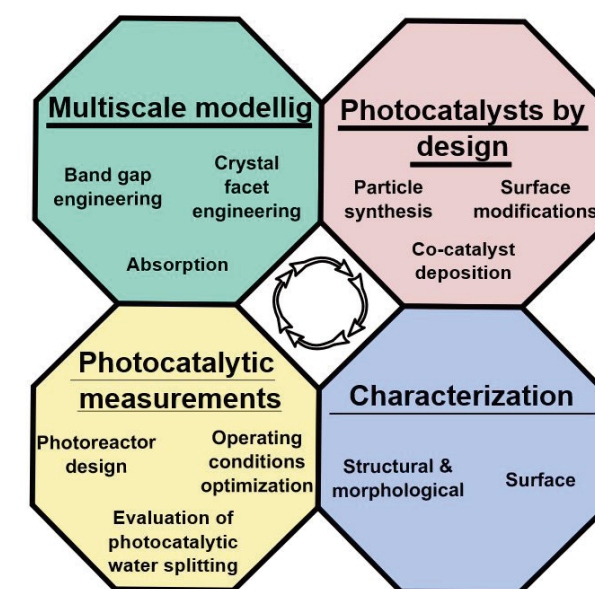 Multiscale modellig
Band gap
engineering
Crystal
facet
engineering
Absorption
Photocatalysts by
design
Particle
synthesis
Surface
modifications
Co-catalyst
deposition
Photocatalytic
measurements
Photoreactor
design
Operating
conditions
optimization
Evaluation of
photocatalytic
water splitting
Characterization
Structural &
morphological
Surface